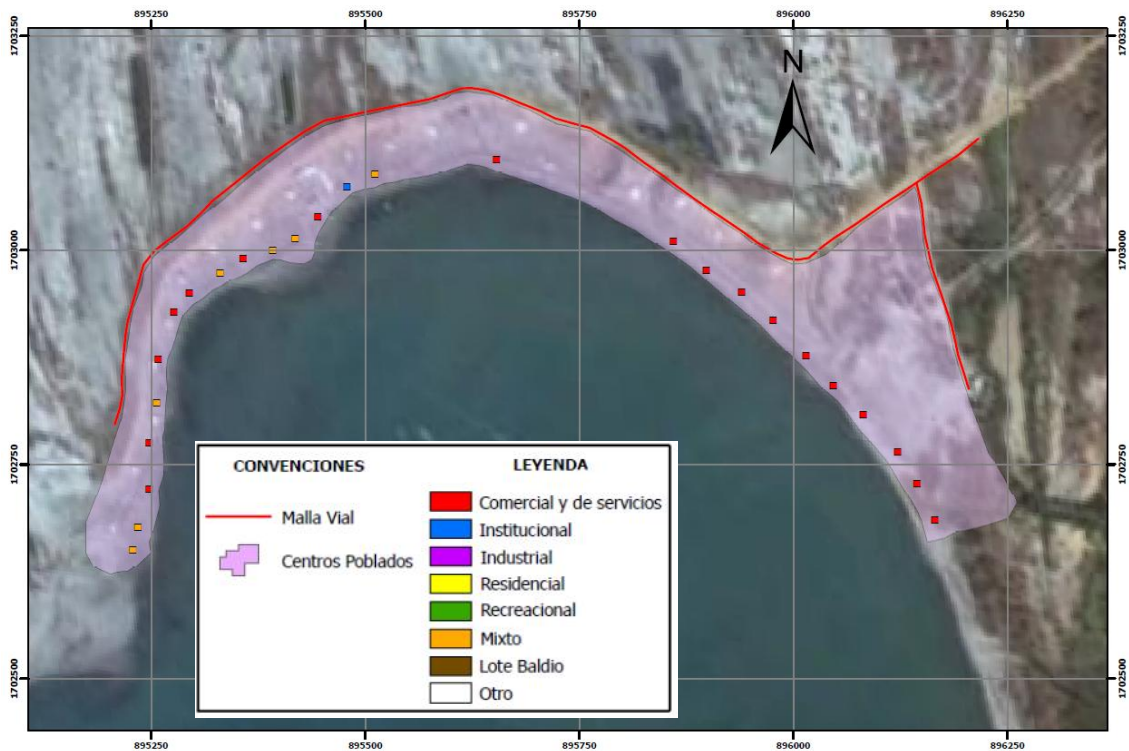 895250 895500 895750 896000 896250
1703250 1703250
N
1703000 1703000
1702750 1702750
CONVENCIONES LEYENDA
Malla Vial
Centros Poblados
Comercial y de servicios
Institucional
Industrial
Residencial
Recreacional
Mixto
Lote Baldio
Otro
1702500 1702500
895250 895500 895750 896000 896250